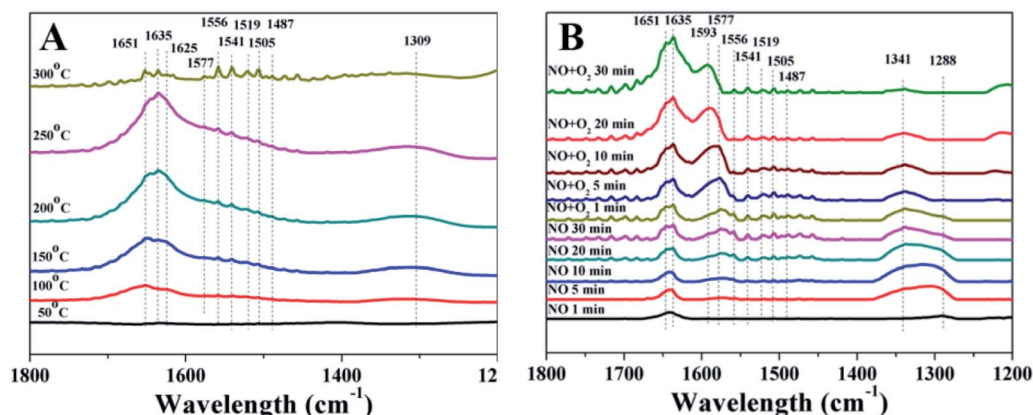 A
1651
1635
1625
1577
1556
1541
1519
1505
1487
1309
300°C
250°C
200°C
150°C
100°C
50°C
1800
1600
1400
120
Wavelength (cm⁻¹)
B
1651
1635
1593
1577
1556
1541
1519
1505
1487
1341
1288
NO+O₂ 30 min
NO+O₂ 20 min
NO+O₂ 10 min
NO+O₂ 5 min
NO+O₂ 1 min
NO 30 min
NO 20 min
NO 10 min
NO 5 min
NO 1 min
1800
1700
1600
1500
1400
1300
1200
Wavelength (cm⁻¹)